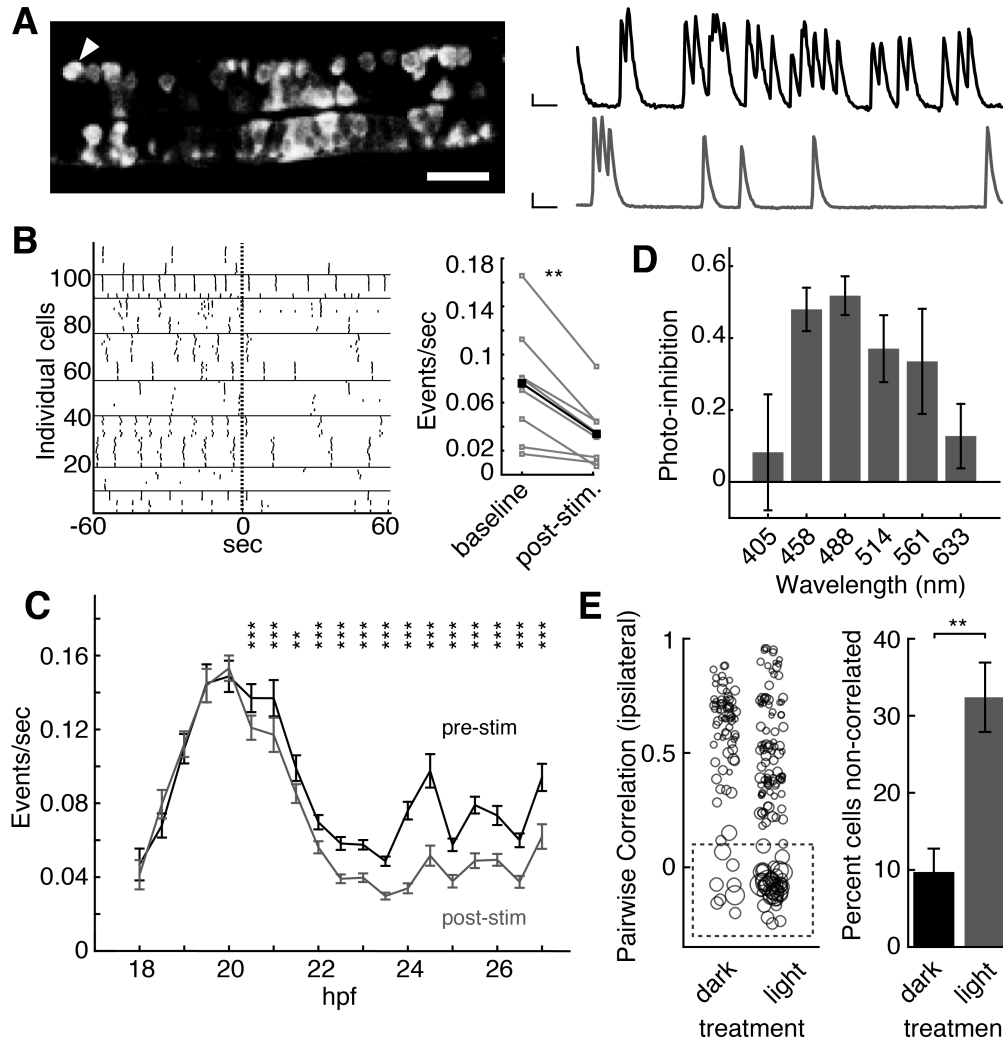 A
B
Individual cells
100
80
60
40
20
-60
0
60
sec
Events/sec
0.18
0.14
0.1
0.06
0.02
0
**
baseline
post-stim.
D
Photo-inhibition
0.6
0.4
0.2
0
405
458
488
514
561
633
Wavelength (nm)
C
Events/sec
0.16
0.12
0.08
0.04
0
***
***
**
***
***
***
***
***
***
***
***
***
***
***
pre-stim
post-stim
18
20
22
24
26
hpf
E
Pairwise Correlation (ipsilateral)
1
0.5
0
dark
light
treatment
Percent cells non-correlated
40
30
20
10
0
**
dark
light
treatmen